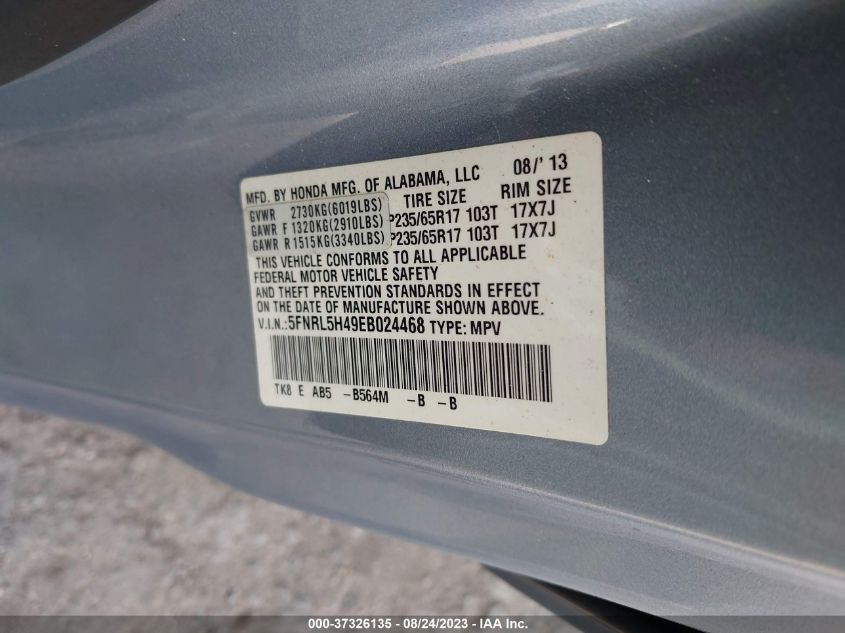 MFD. BY HONDA MFG. OF ALABAMA, LLC 08/' 13
TIRE SIZE RIM SIZE
GVWR 2730KG(6019LBS)
GAWR F 1320KG(2910LBS) P235/65R17 103T 17X7J
GAWR R 1515KG(3340LBS) P235/65R17 103T 17X7J
THIS VEHICLE CONFORMS TO ALL APPLICABLE
FEDERAL MOTOR VEHICLE SAFETY
AND THEFT PREVENTION STANDARDS IN EFFECT
ON THE DATE OF MANUFACTURE SHOWN ABOVE.
V.I.N.:5FNRL5H49EB024468 TYPE: MPV
TK8 E AB5 -B564M -B -B
000-37326135 - 08/24/2023 - IAAI.com